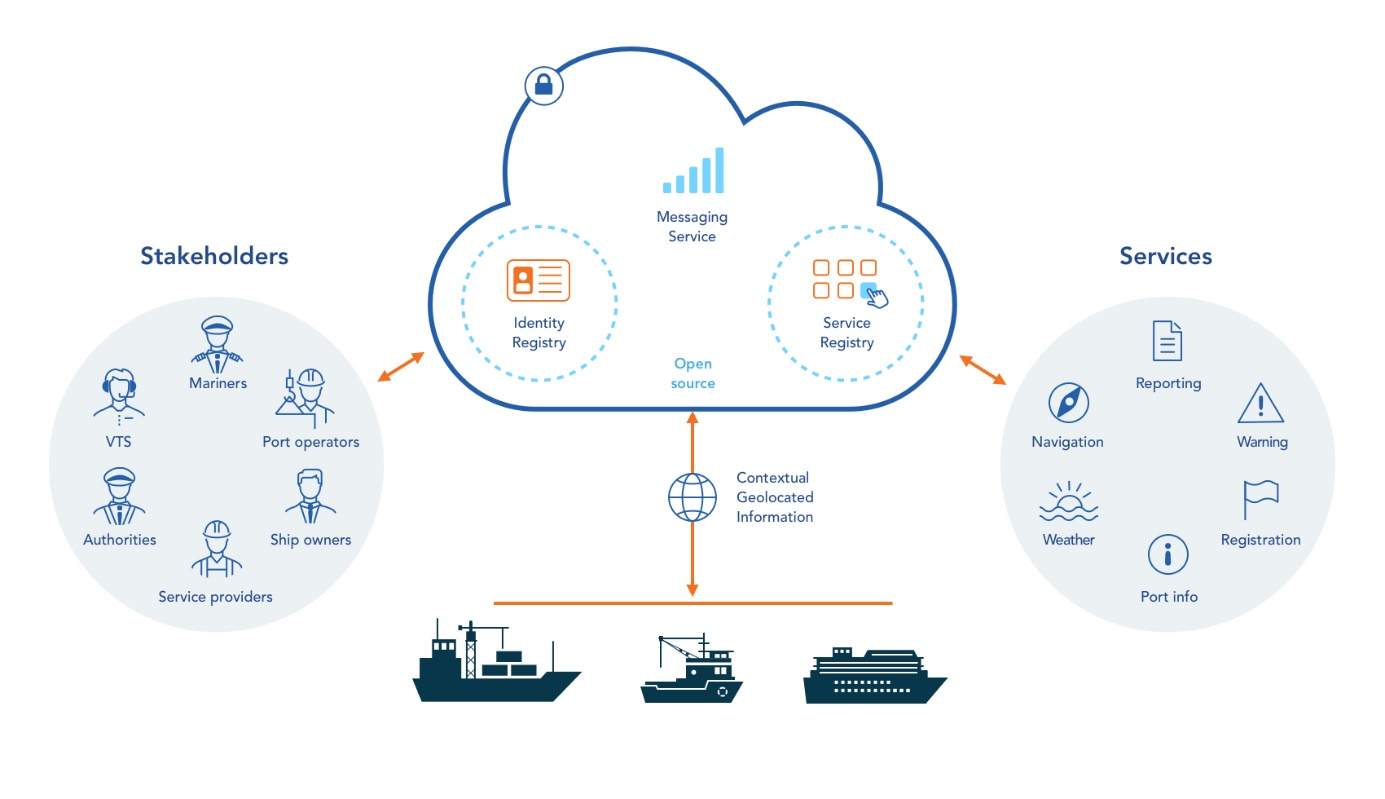 Messaging
Service
Identity
Registry
Service
Registry
Open
source
Stakeholders
Mariners
VTS
Port operators
Authorities
Ship owners
Service providers
Services
Reporting
Navigation
Warning
Weather
Registration
Port info
Contextual
Geolocated
Information